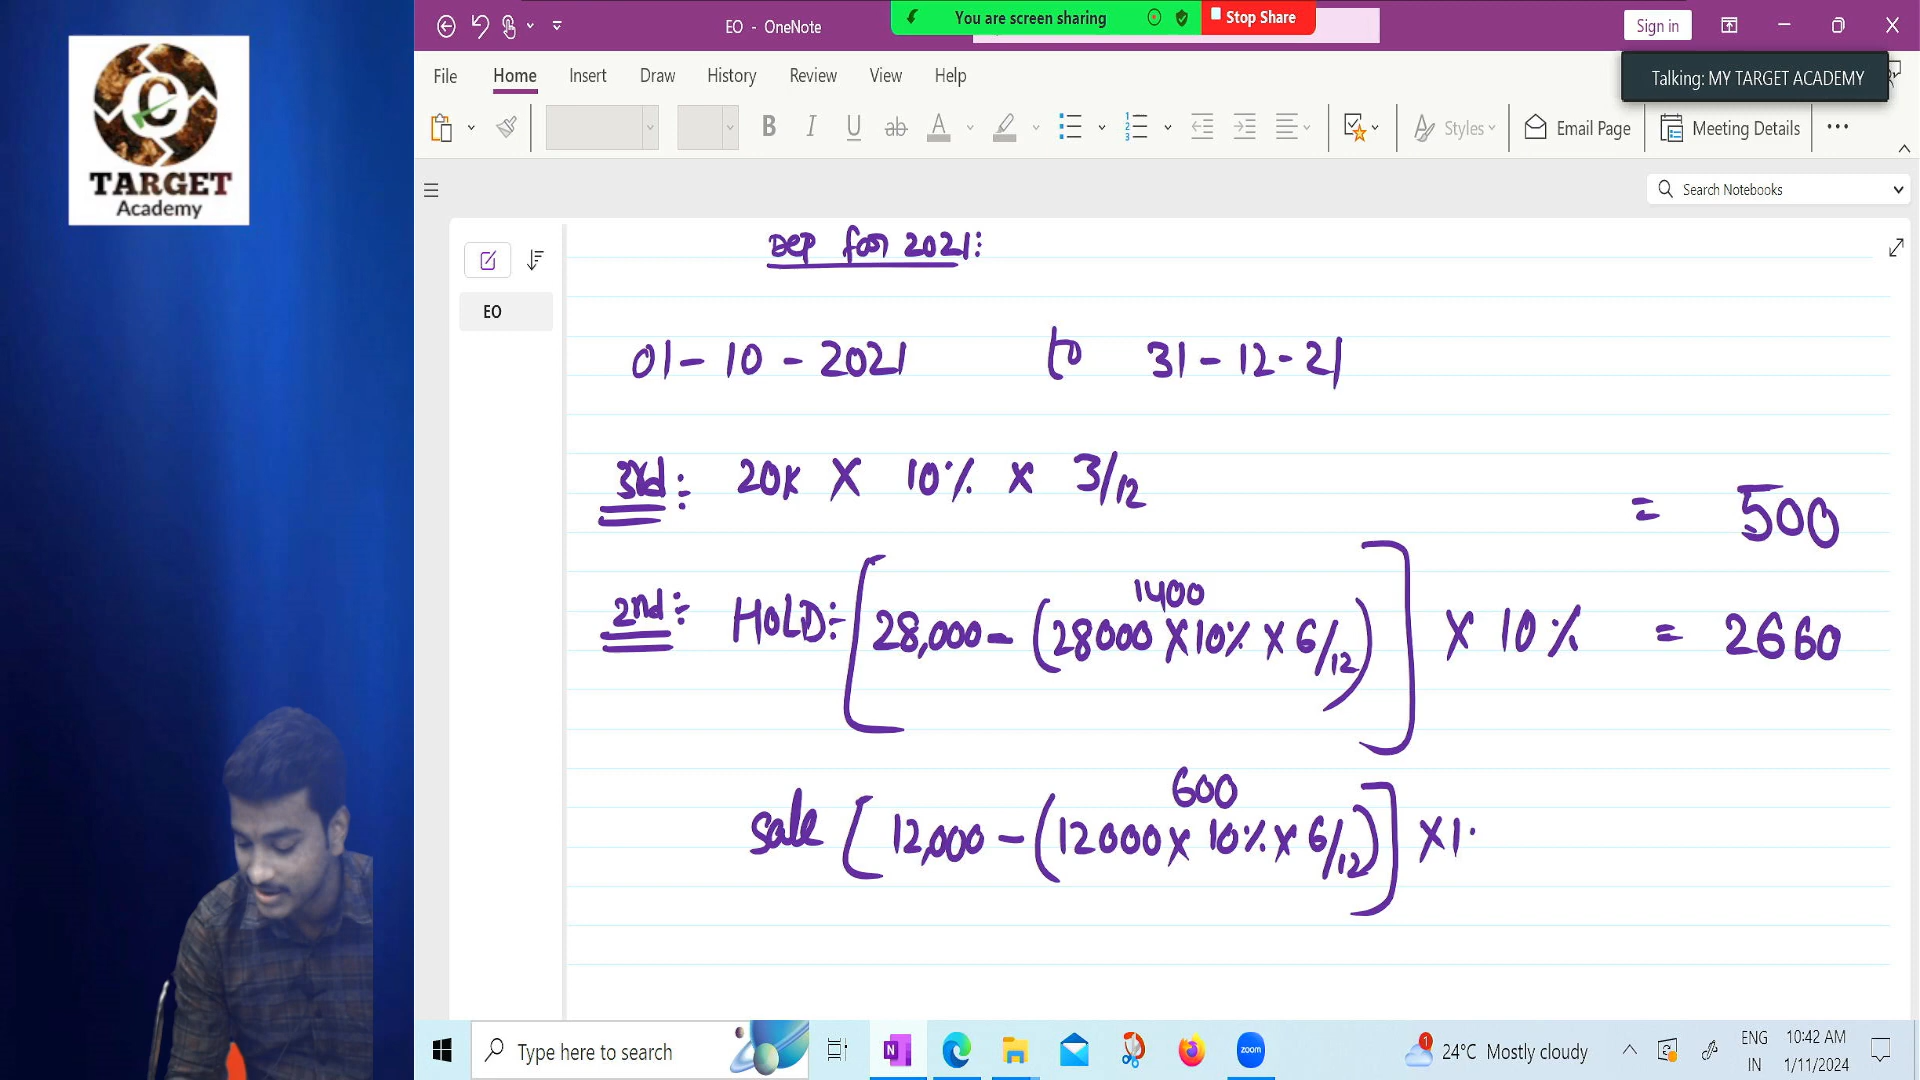 TARGET
Academy
EO - OneNote
You are screen sharing
Stop Share
Sign in
File Home Insert Draw History Review View Help
Talking: MY TARGET ACADEMY
B I U ab A Styles Email Page Meeting Details
Search Notebooks
EO
Dep for 2021:
01-10-2021 to 31-12-21
3rd: 20K X 10% X 3/12 = 500
1400
2nd: HOLD:- [28,000 - (28000 X 10% X 6/12)] X 10% = 2660
600
sale [12,000 - (12000 X 10% X 6/12)] X 1
Type here to search
N
zoom
1
24°C Mostly cloudy
ENG
IN
10:42 AM
1/11/2024